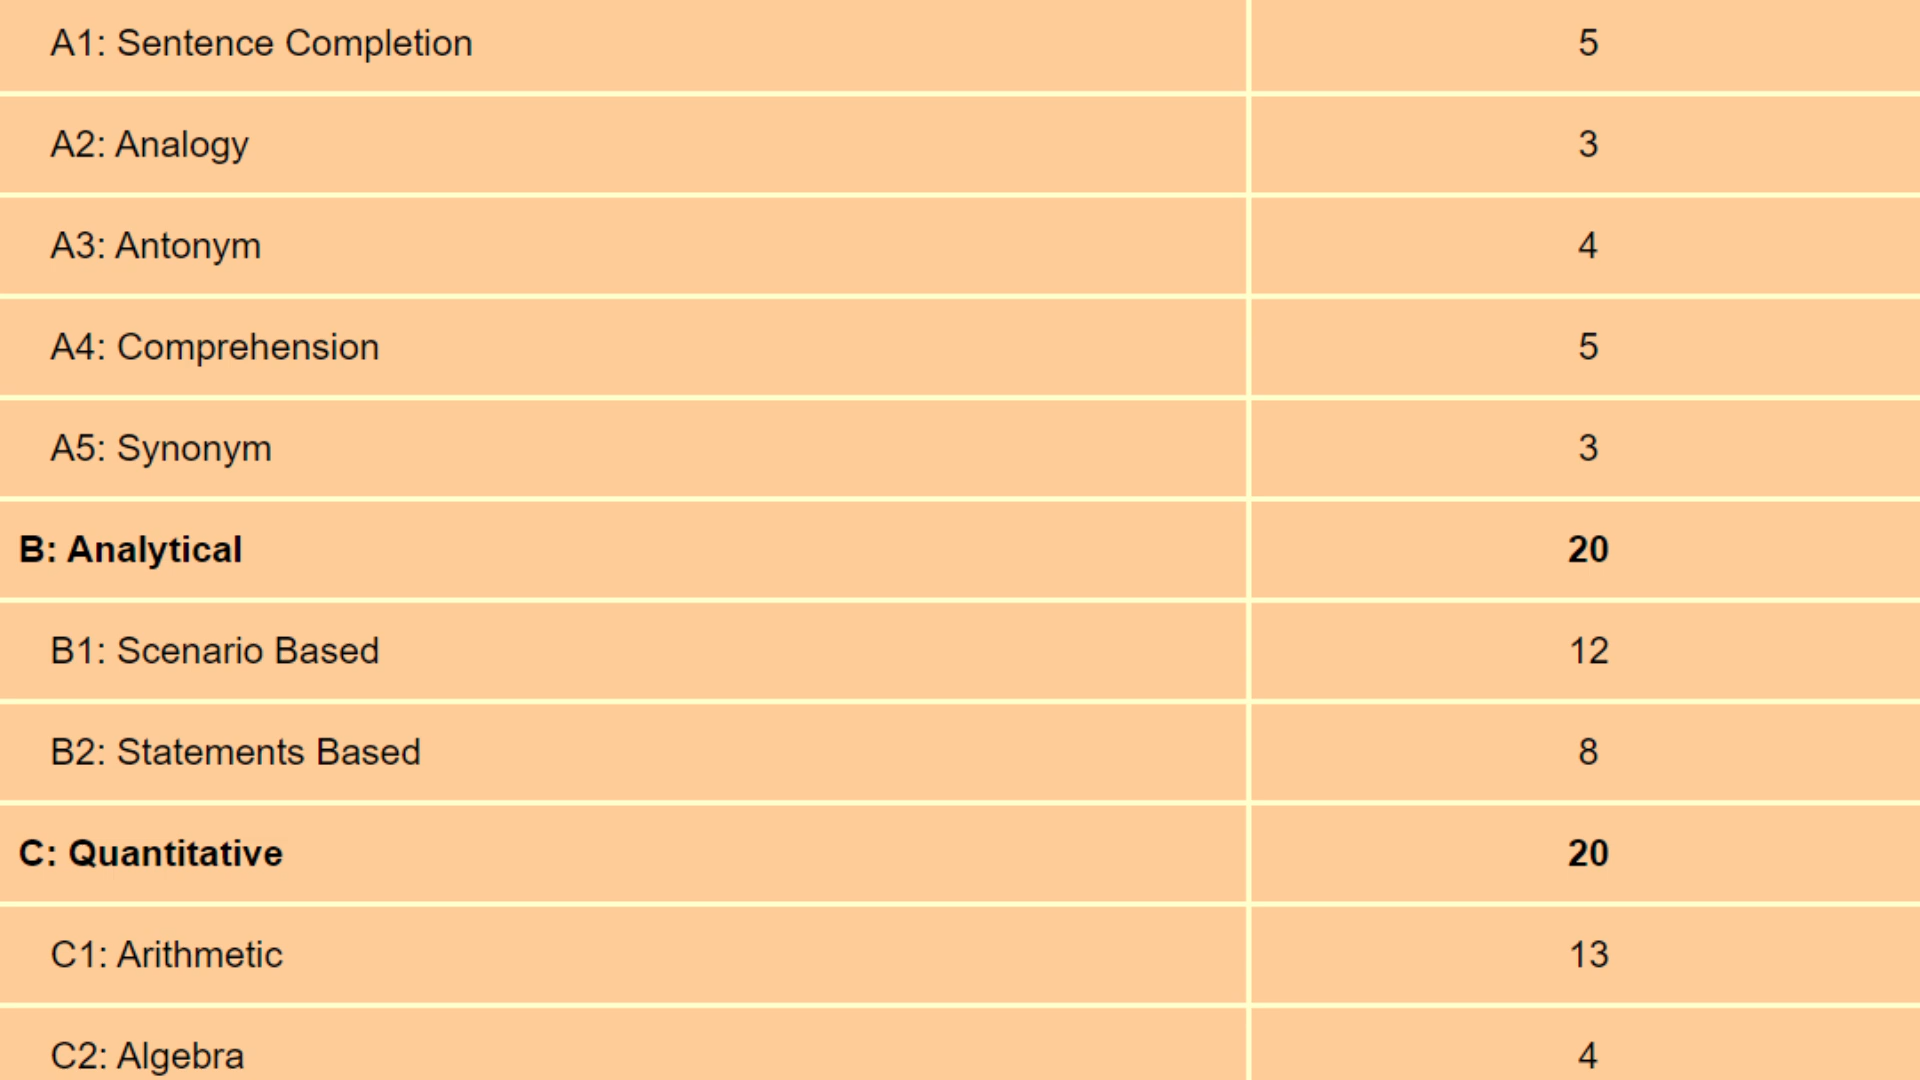 A1: Sentence Completion 5
A2: Analogy 3
A3: Antonym 4
A4: Comprehension 5
A5: Synonym 3
B: Analytical 20
B1: Scenario Based 12
B2: Statements Based 8
C: Quantitative 20
C1: Arithmetic 13
C2: Algebra 4